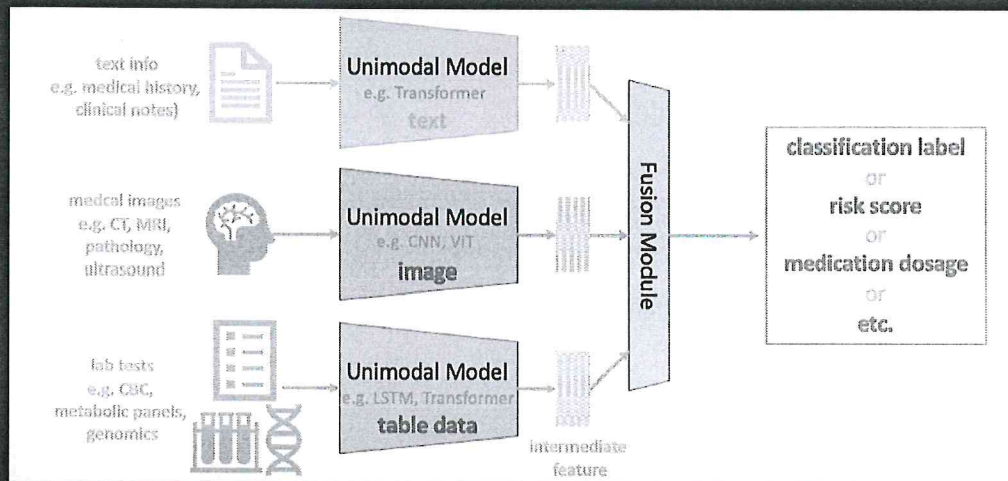 text info
e.g. medical history,
clinical notes)
Unimodal Model
e.g. Transformer
text
medcal images
e.g. CT, MRI,
pathology,
ultrasound
Unimodal Model
e.g. CNN, VIT
image
lab tests
e.g. CBC,
metabolic panels,
genomics
Unimodal Model
e.g. LSTM, Transformer
table data
intermediate
feature
Fusion Module
classification label
or
risk score
or
medication dosage
or
etc.